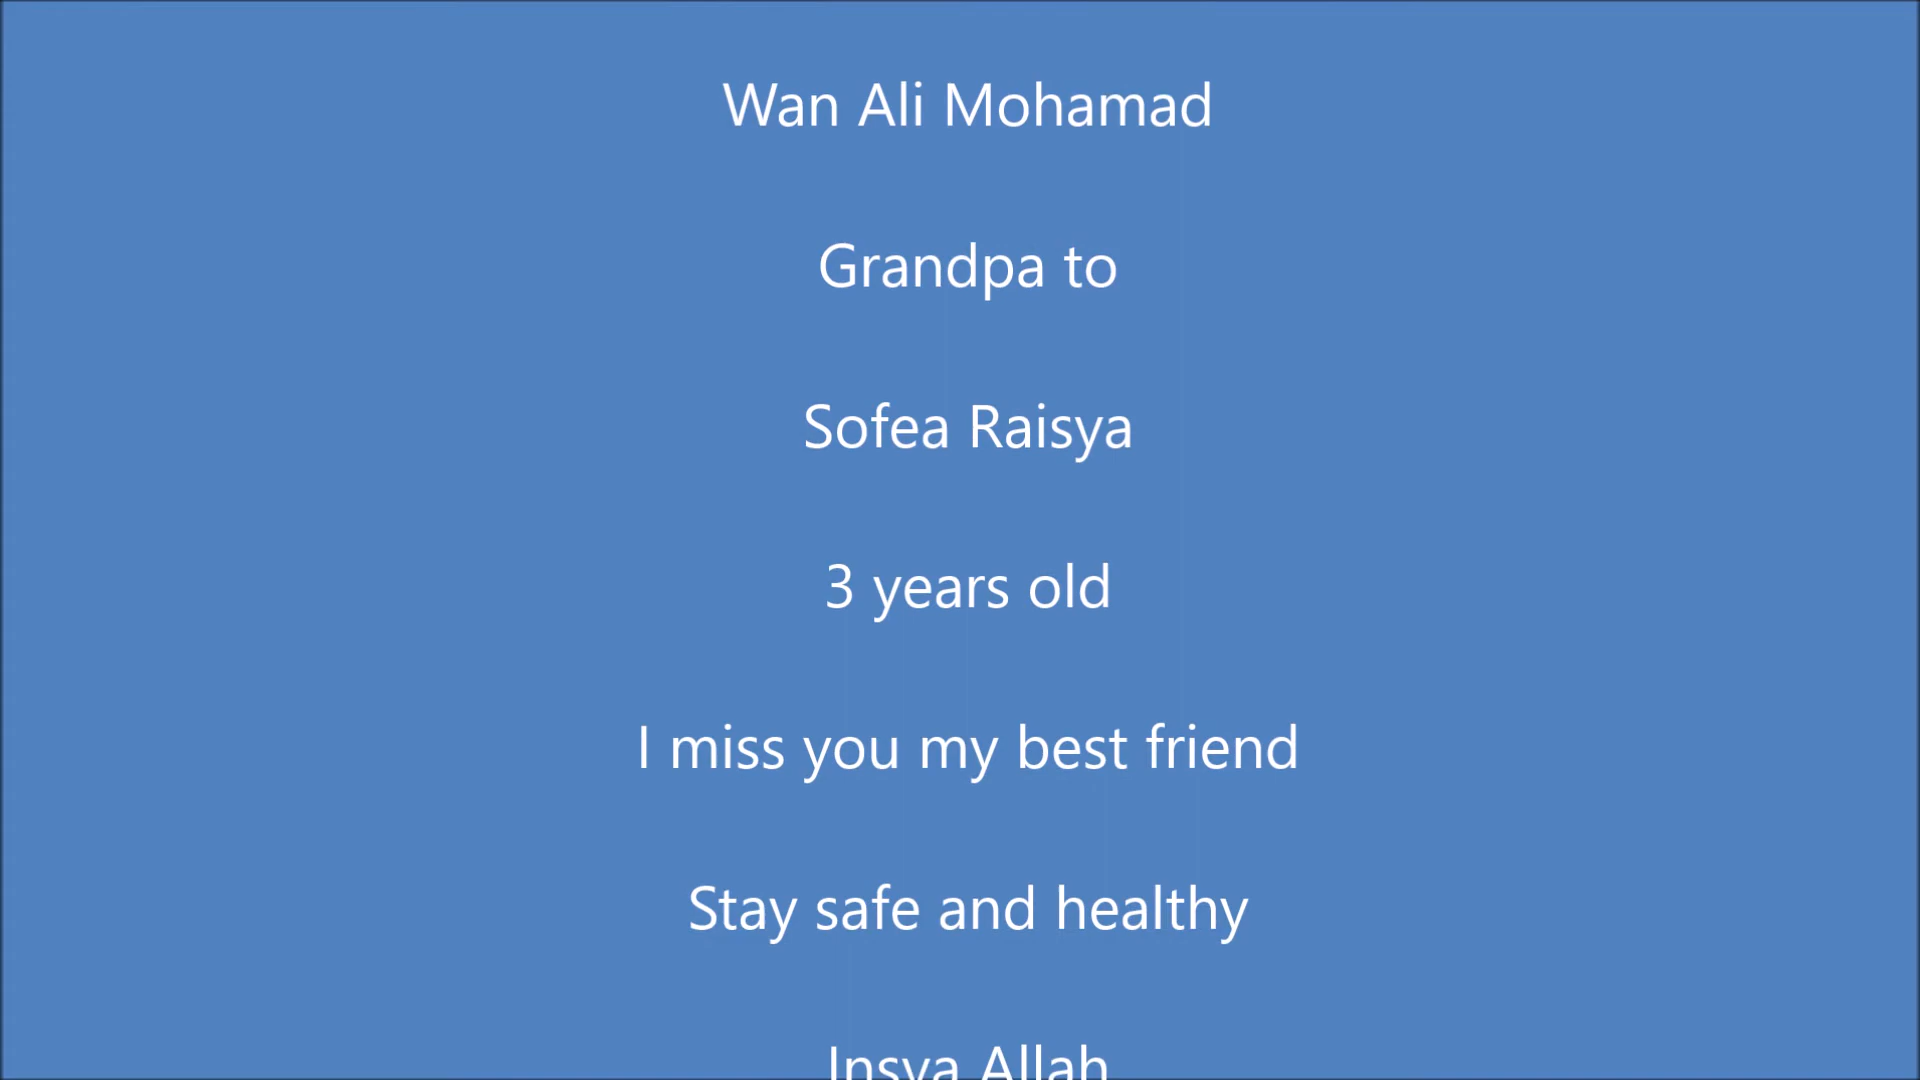 Wan Ali Mohamad
Grandpa to
Sofea Raisya
3 years old
I miss you my best friend
Stay safe and healthy
Insya Allah